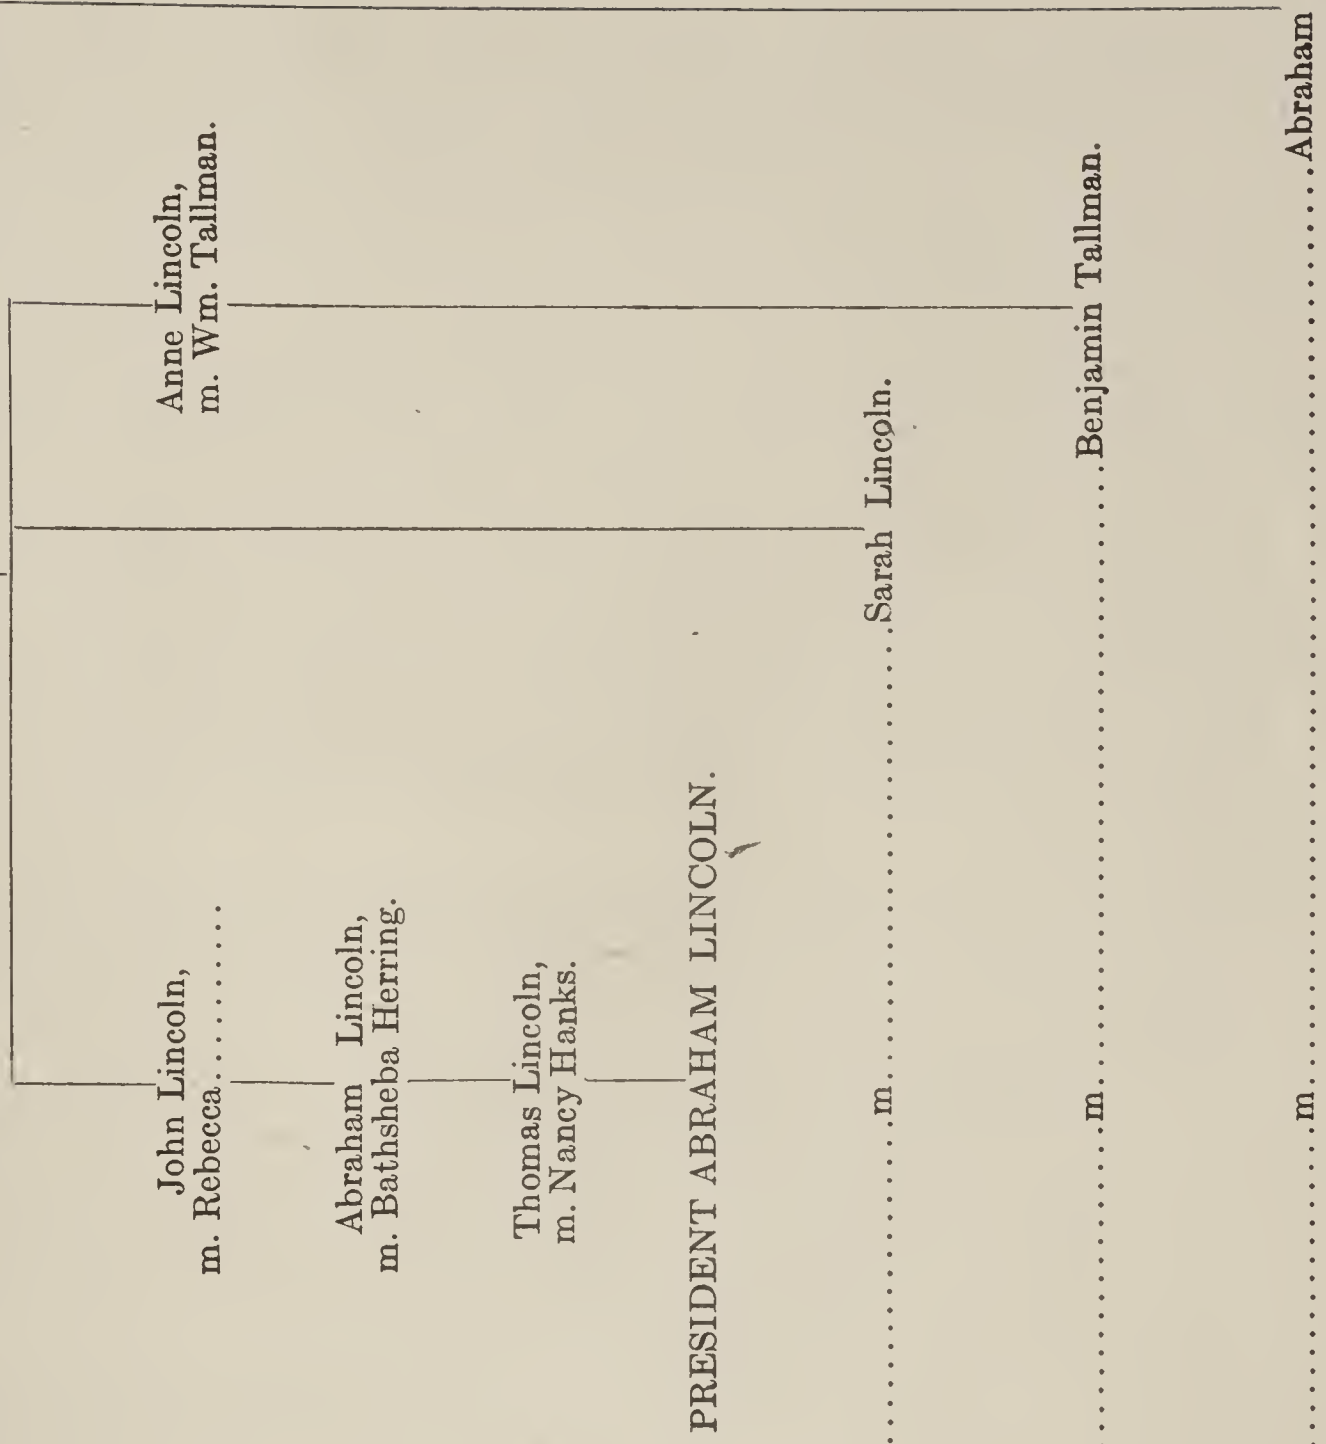 John Lincoln,
m. Rebecca..........
Anne Lincoln,
m. Wm. Tallman.
Abraham Lincoln,
m. Bathsheba Herring.
Thomas Lincoln,
m. Nancy Hanks.
PRESIDENT ABRAHAM LINCOLN.
m. Sarah Lincoln.
m. Benjamin Tallman.
m. Abraham